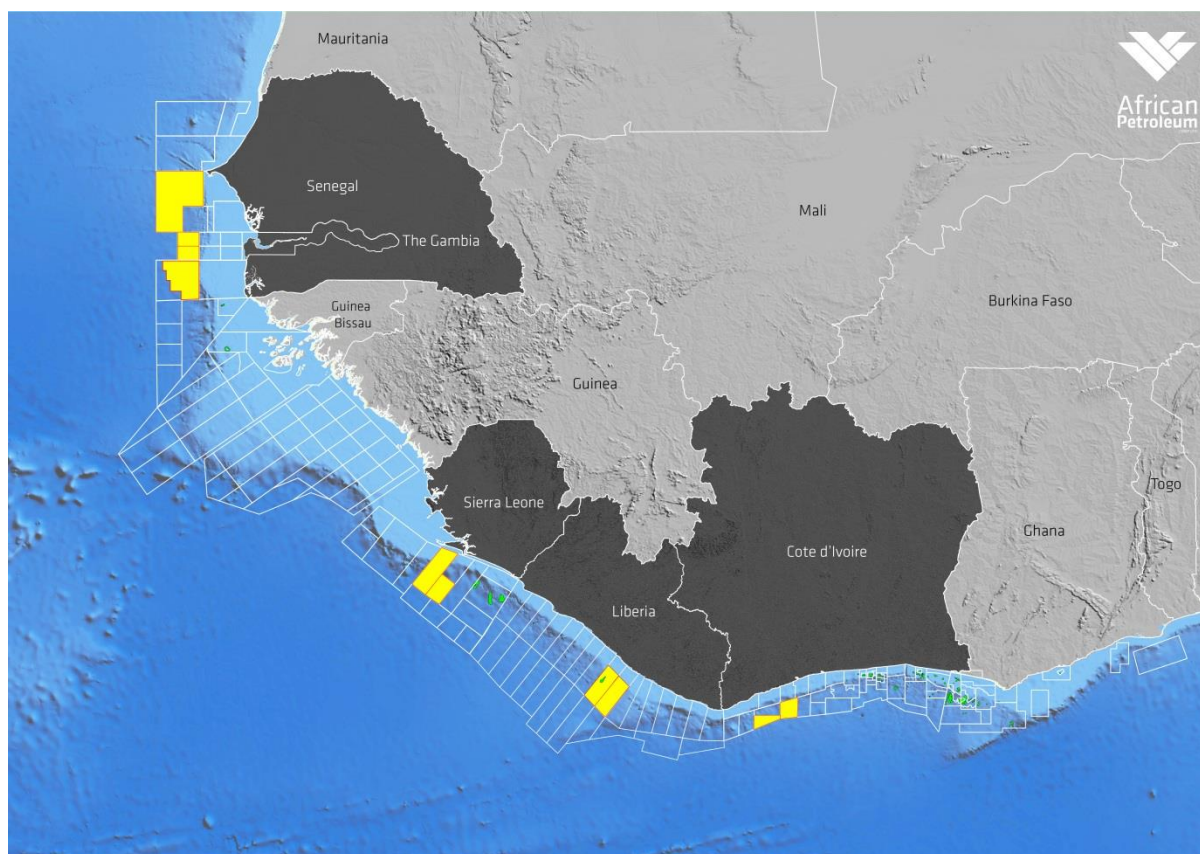 Mauritania
African
Petroleum
Senegal
Mali
The Gambia
Guinea
Bissau
Burkina Faso
Guinea
Togo
Sierra Leone
Ghana
Cote d'Ivoire
Liberia